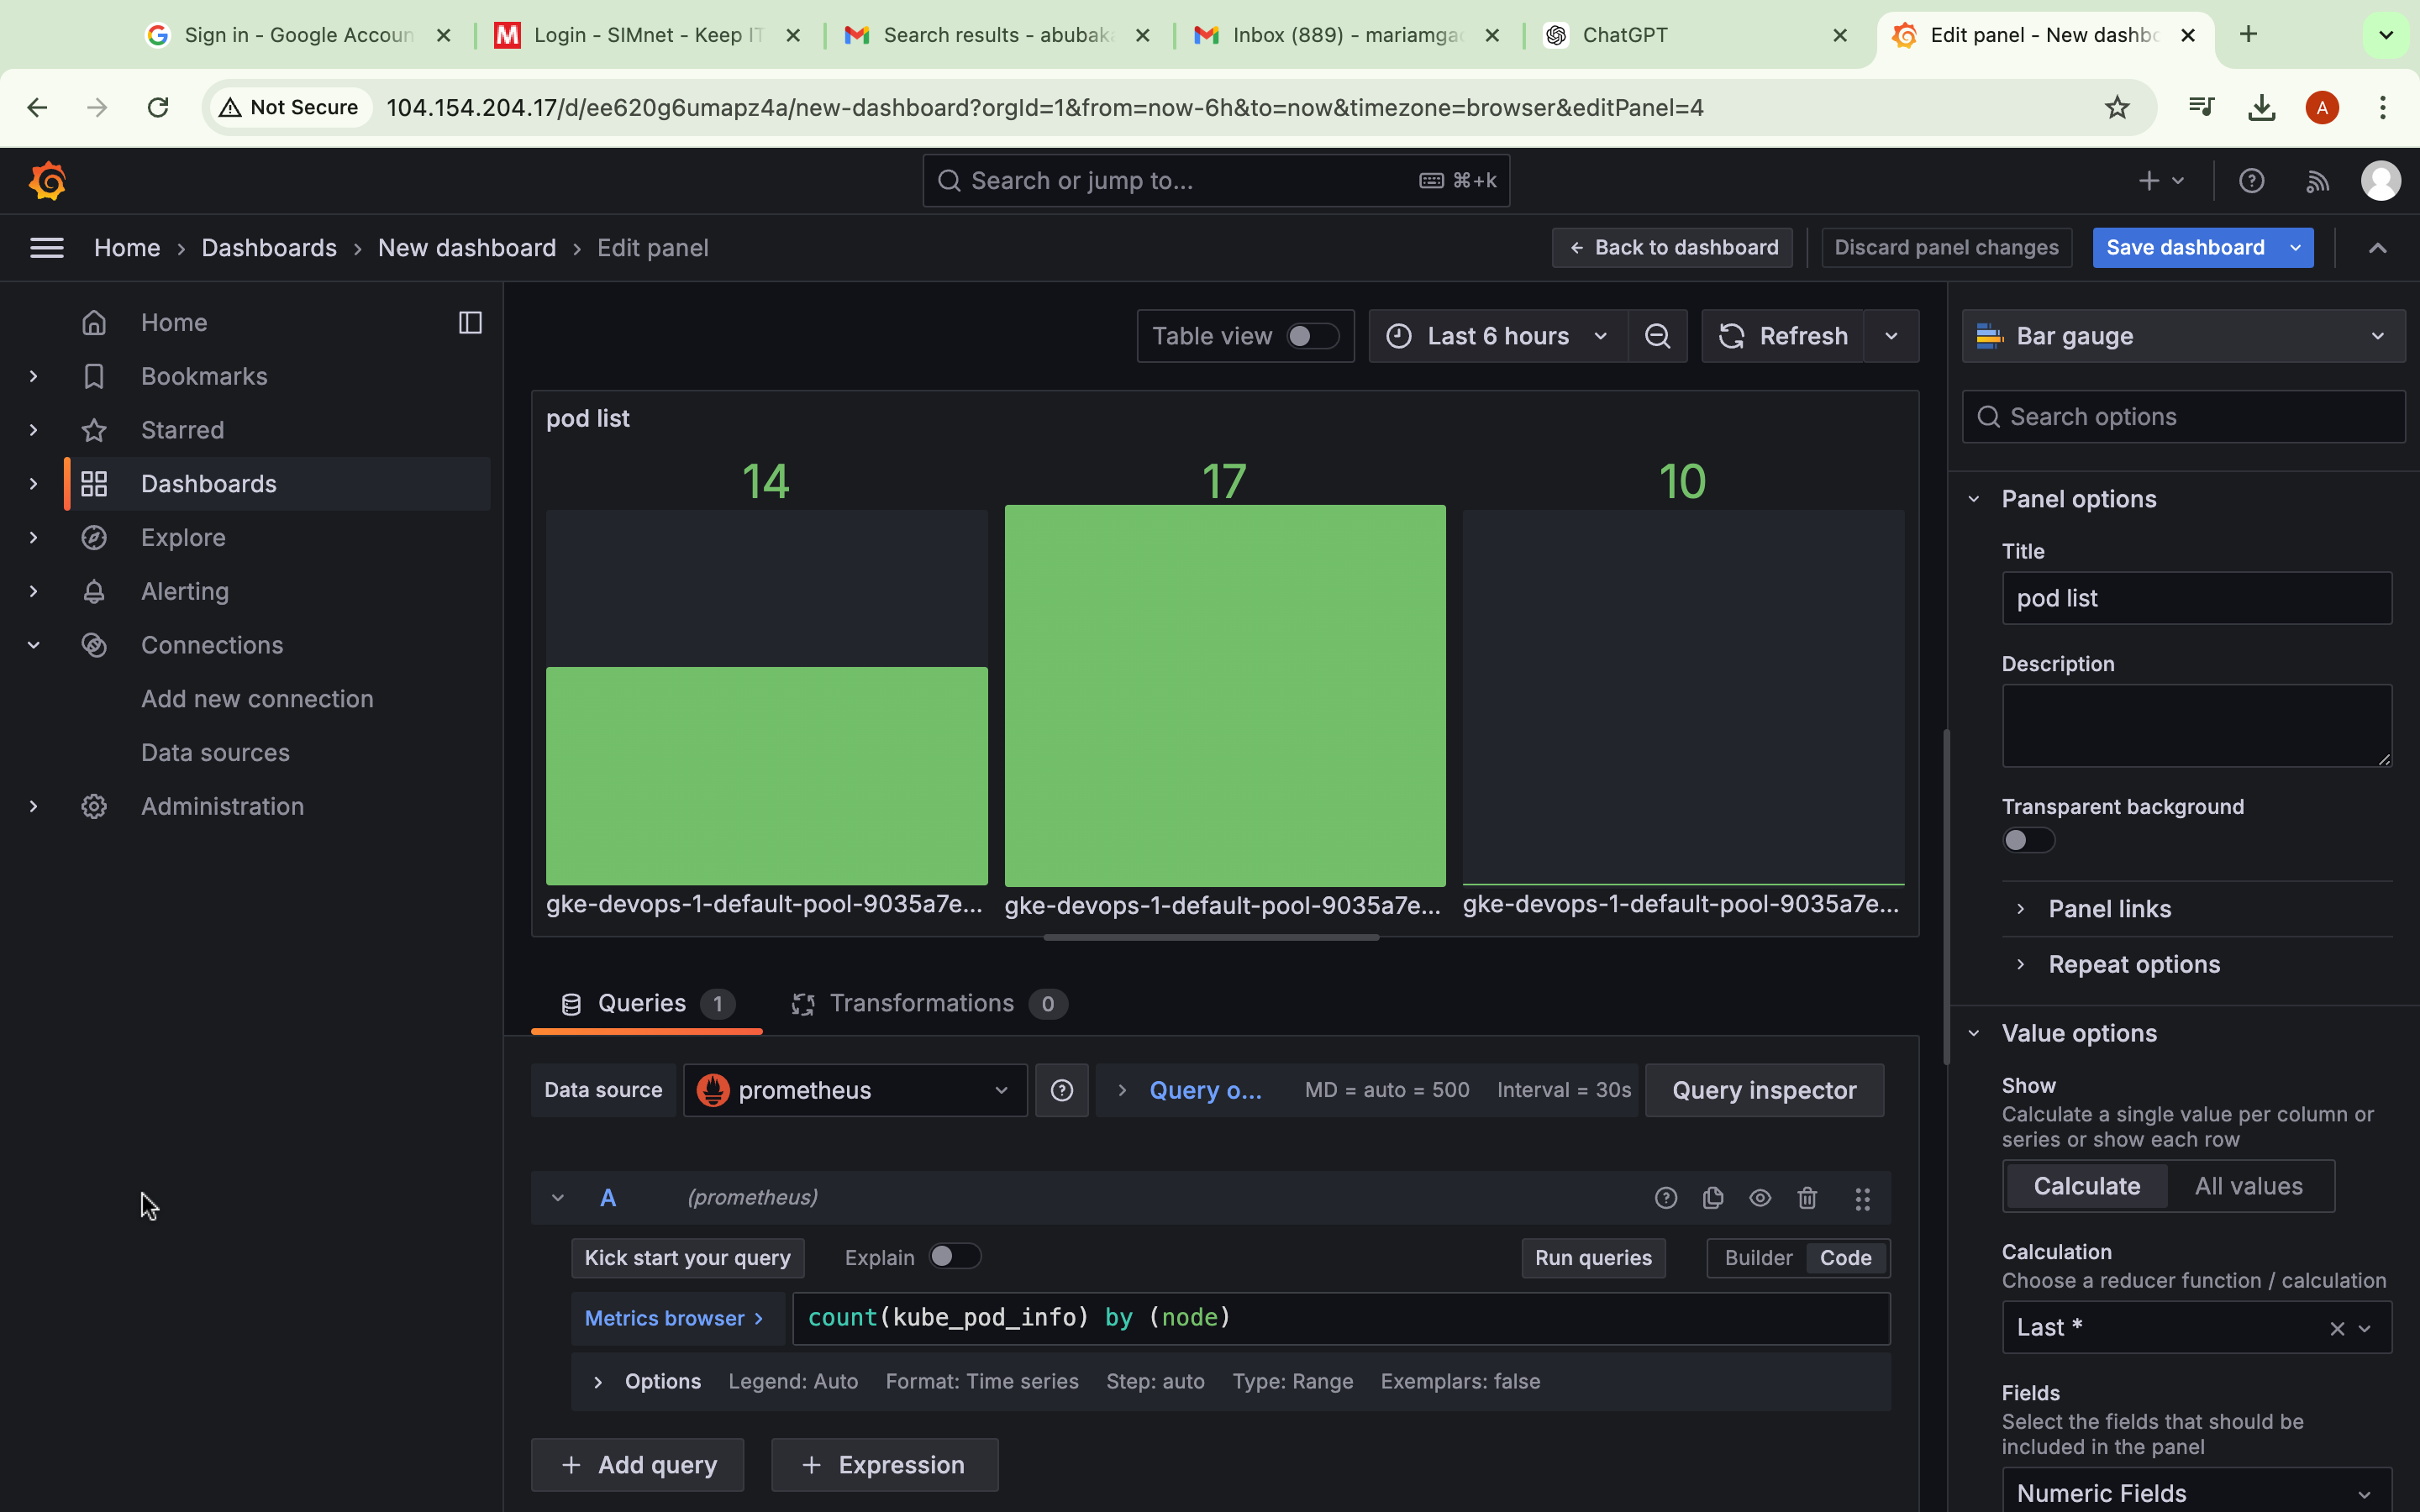 Sign in - Google Accoun
Login - SIMnet - Keep IT
Search results - abubaka
Inbox (889) - mariamga
ChatGPT
Edit panel - New dashbo
Not Secure
104.154.204.17/d/ee620g6umapz4a/new-dashboard?orgId=1&from=now-6h&to=now&timezone=browser&editPanel=4
A
Search or jump to...
⌘+k
Home › Dashboards › New dashboard › Edit panel
Back to dashboard
Discard panel changes
Save dashboard
Home
Bookmarks
Starred
Dashboards
Explore
Alerting
Connections
Add new connection
Data sources
Administration
Table view
Last 6 hours
Refresh
pod list
14
17
10
gke-devops-1-default-pool-9035a7e...
gke-devops-1-default-pool-9035a7e...
gke-devops-1-default-pool-9035a7e...
Queries 1
Transformations 0
Data source
prometheus
Query o...
MD = auto = 500
Interval = 30s
Query inspector
A
(prometheus)
Kick start your query
Explain
Run queries
Builder
Code
Metrics browser >
count(kube_pod_info) by (node)
Options
Legend: Auto
Format: Time series
Step: auto
Type: Range
Exemplars: false
+ Add query
+ Expression
Bar gauge
Search options
Panel options
Title
pod list
Description
Transparent background
Panel links
Repeat options
Value options
Show
Calculate a single value per column or
series or show each row
Calculate
All values
Calculation
Choose a reducer function / calculation
Last *
Fields
Select the fields that should be
included in the panel
Numeric Fields